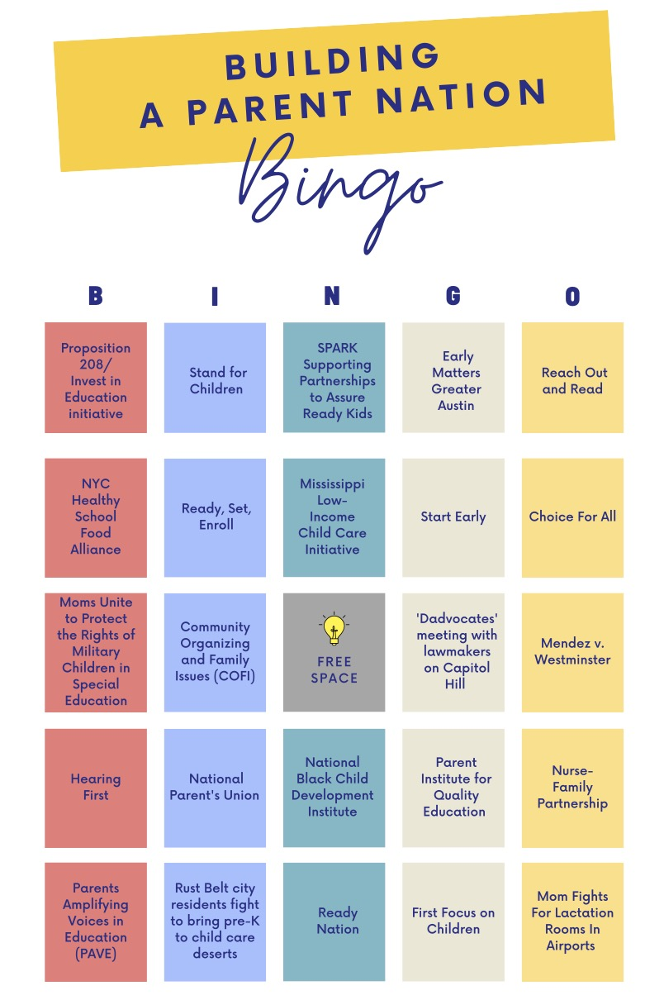 BUILDING
A PARENT NATION
Bingo
B I N G O
Proposition
208/
Invest in
Education
initiative
Stand for
Children
SPARK
Supporting
Partnerships
to Assure
Ready Kids
Early
Matters
Greater
Austin
Reach Out
and Read
NYC
Healthy
School
Food
Alliance
Ready, Set,
Enroll
Mississippi
Low-
Income
Child Care
Initiative
Start Early
Choice For All
Moms Unite
to Protect
the Rights of
Military
Children in
Special
Education
Community
Organizing
and Family
Issues (COFI)
FREE
SPACE
'Dadvocates'
meeting with
lawmakers
on Capitol
Hill
Mendez v.
Westminster
Hearing
First
National
Parent's Union
National
Black Child
Development
Institute
Parent
Institute for
Quality
Education
Nurse-
Family
Partnership
Parents
Amplifying
Voices in
Education
(PAVE)
Rust Belt city
residents fight
to bring pre-K
to child care
deserts
Ready
Nation
First Focus on
Children
Mom Fights
For Lactation
Rooms In
Airports